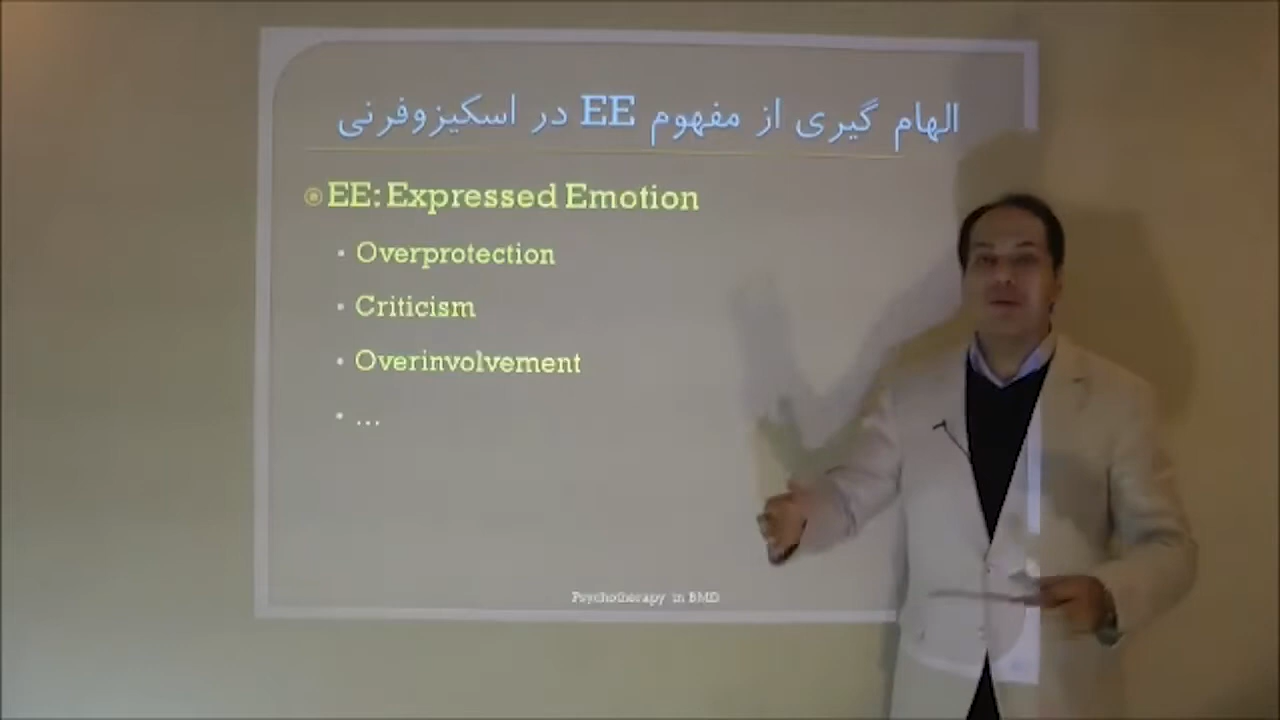 الهام گیری از مفهوم EE در اسکیزوفرنی
EE: Expressed Emotion
Overprotection
Criticism
Overinvolvement
...
Psychotherapy in BMD